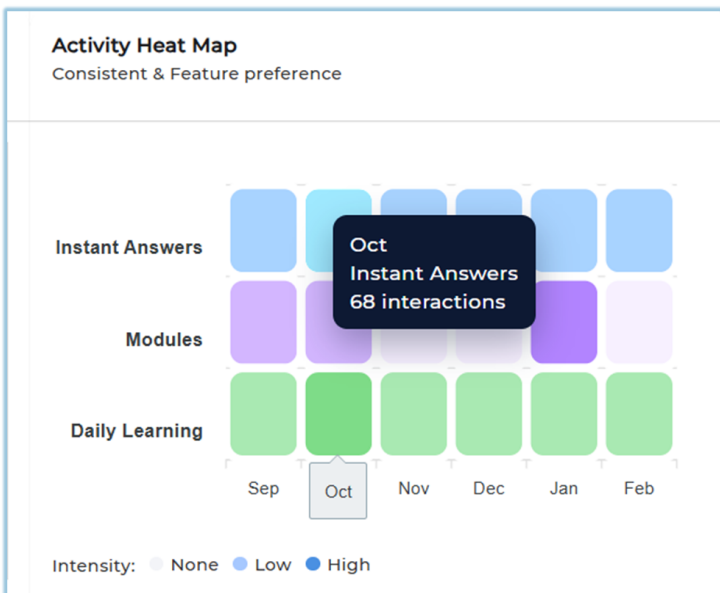 Activity Heat Map
Consistent & Feature preference
Oct
Instant Answers
68 interactions
Instant Answers
Modules
Daily Learning
Sep
Oct
Nov
Dec
Jan
Feb
Intensity: None Low High